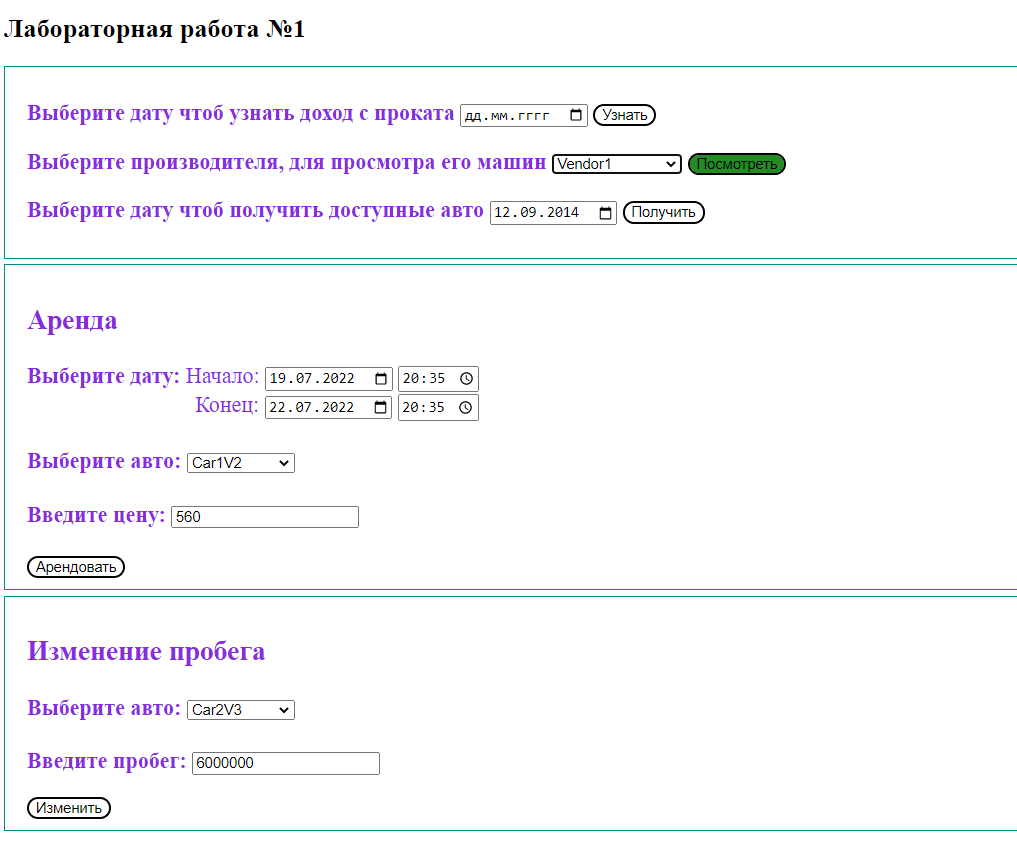 Лабораторная работа №1
Выберите дату чтоб узнать доход с проката дд.мм.гггг Узнать
Выберите производителя, для просмотра его машин Vendor1 Посмотреть
Выберите дату чтоб получить доступные авто 12.09.2014 Получить
Аренда
Выберите дату: Начало: 19.07.2022 20:35
Конец: 22.07.2022 20:35
Выберите авто: Car1V2
Введите цену: 560
Арендовать
Изменение пробега
Выберите авто: Car2V3
Введите пробег: 6000000
Изменить